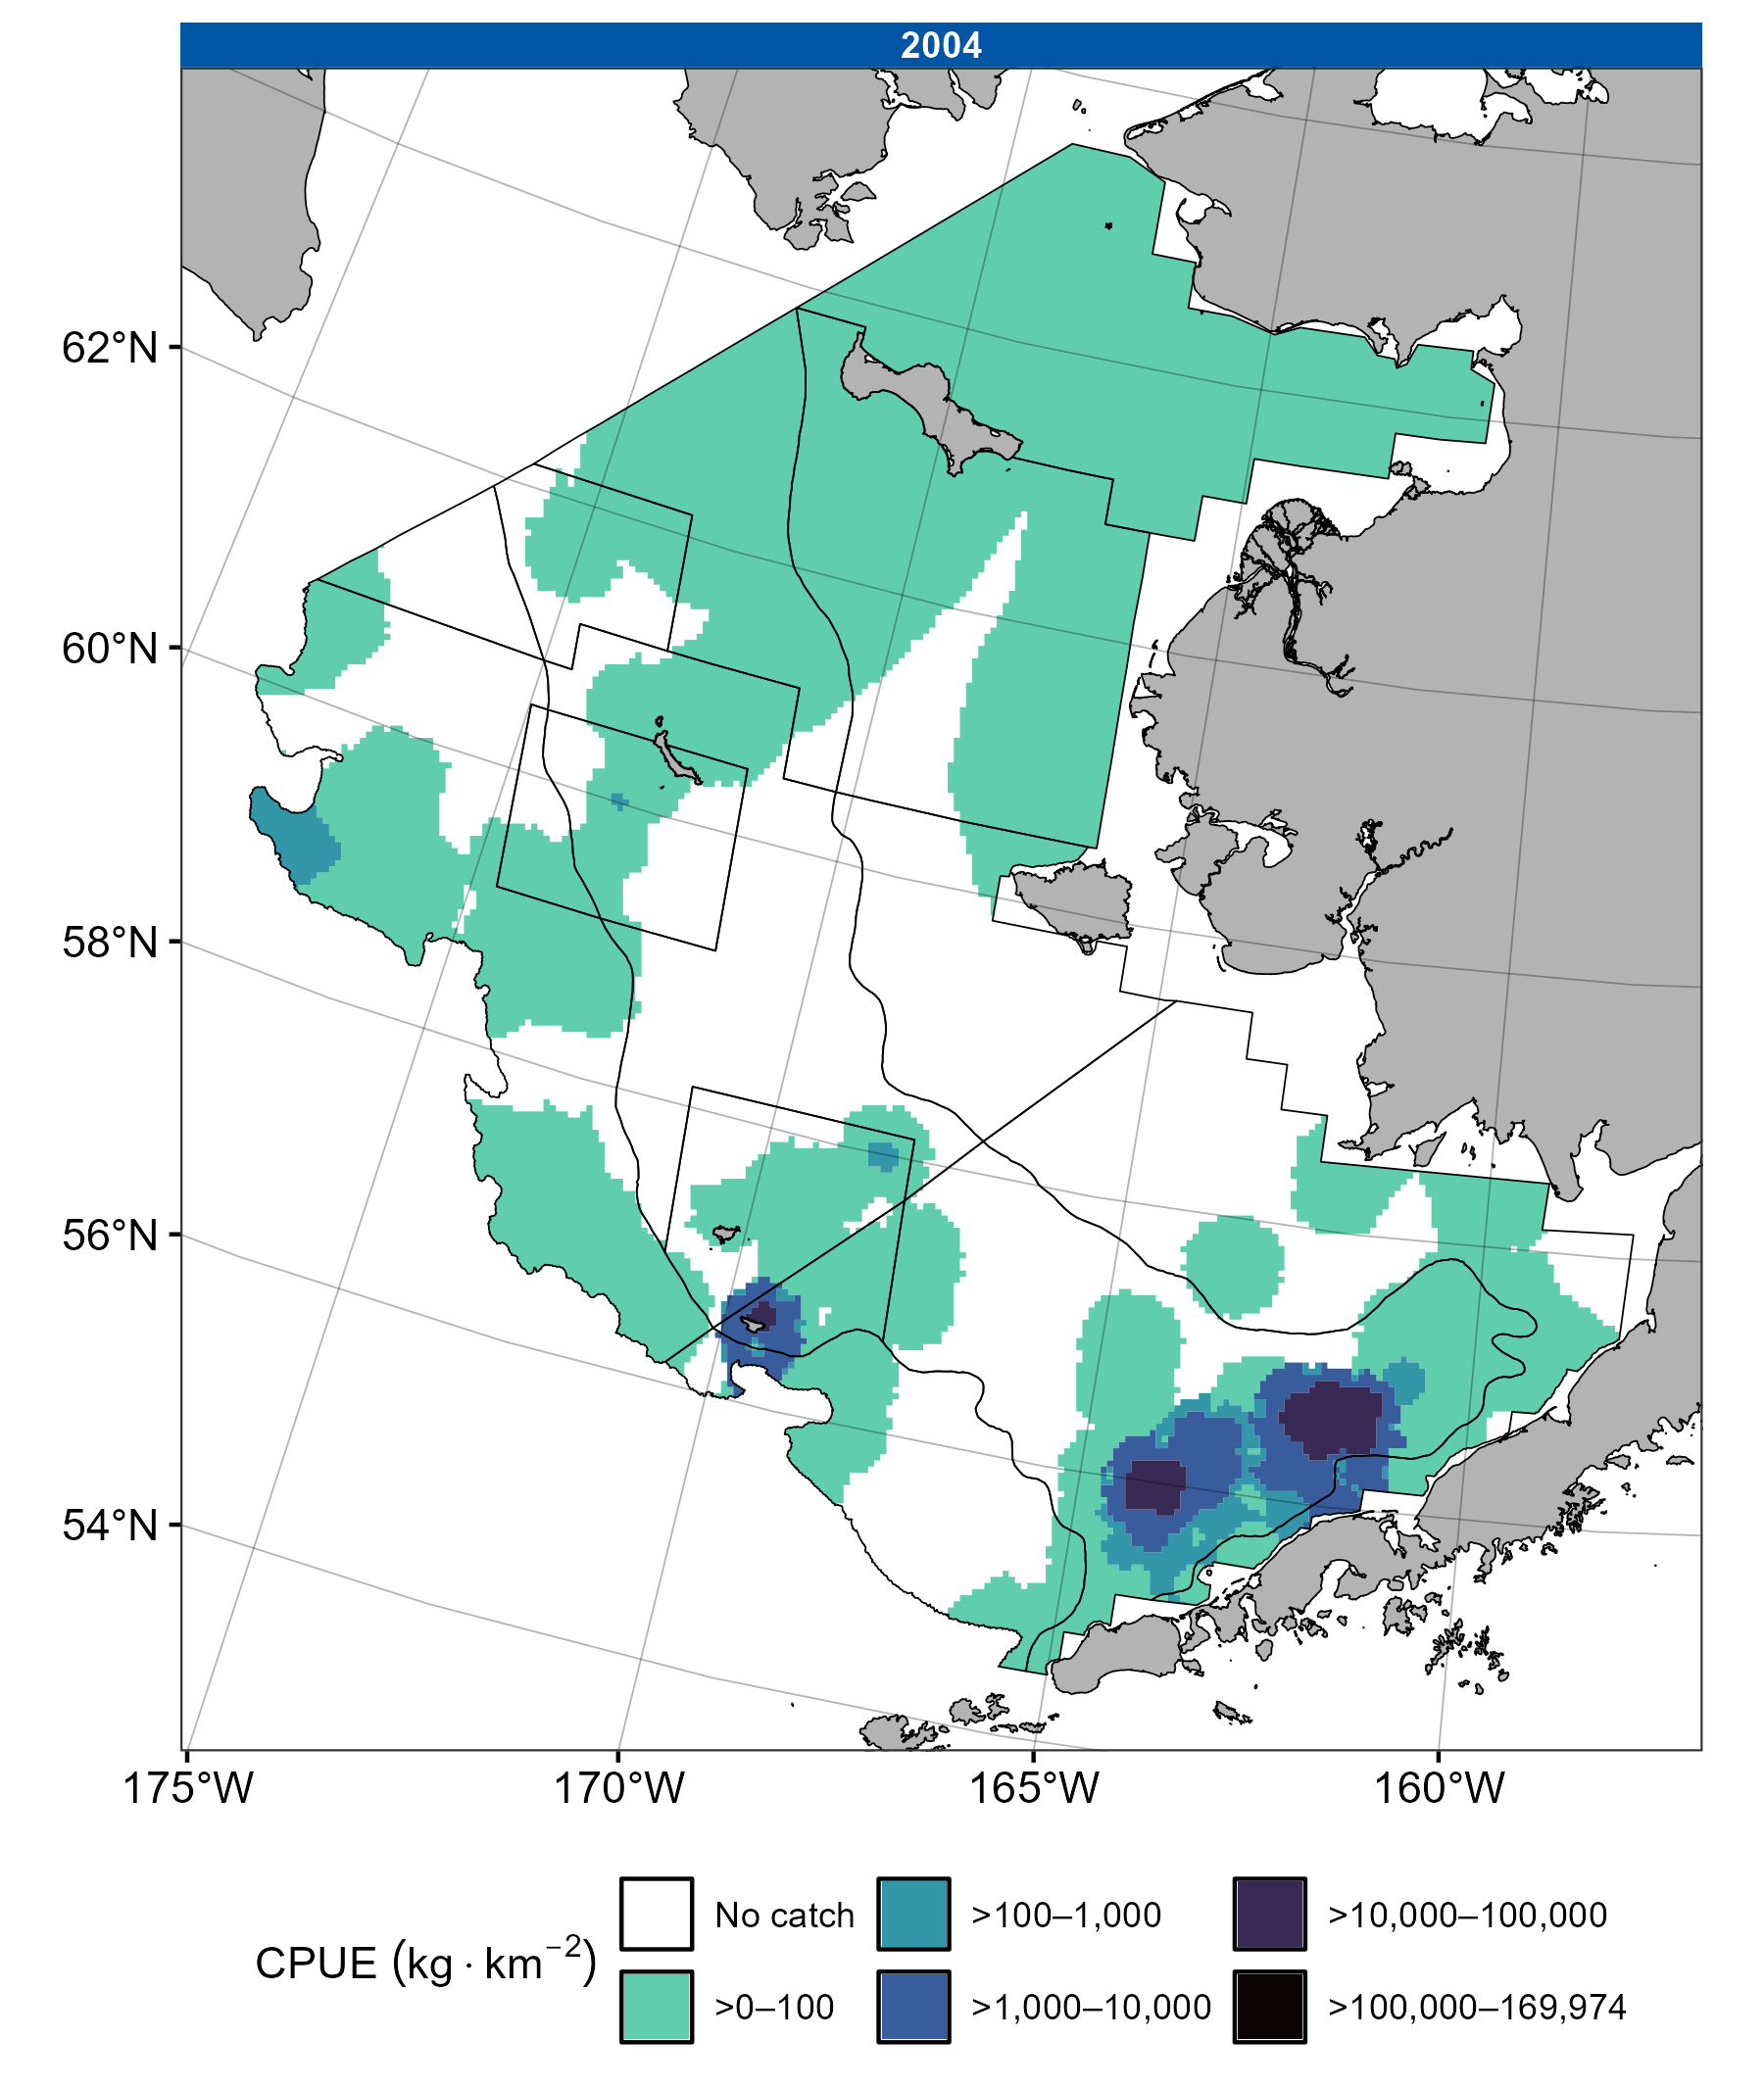 2004
62°N
60°N
58°N
56°N
54°N
175°W 170°W 165°W 160°W
CPUE (kg · km⁻²)
No catch >100–1,000 >10,000–100,000
>0–100 >1,000–10,000 >100,000–169,974